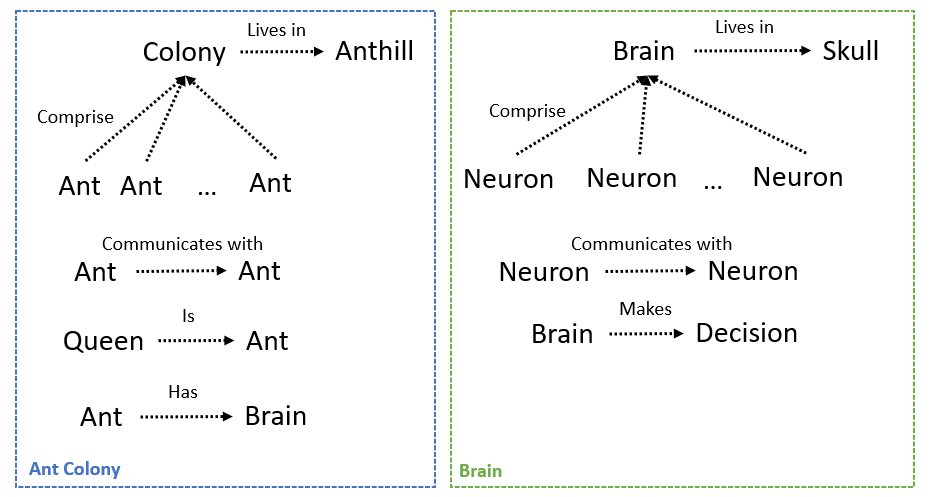 Lives in
Colony Anthill
Comprise
Ant Ant ... Ant
Communicates with
Ant Ant
Is
Queen Ant
Has
Ant Brain
Ant Colony
Lives in
Brain Skull
Comprise
Neuron Neuron ... Neuron
Communicates with
Neuron Neuron
Makes
Brain Decision
Brain